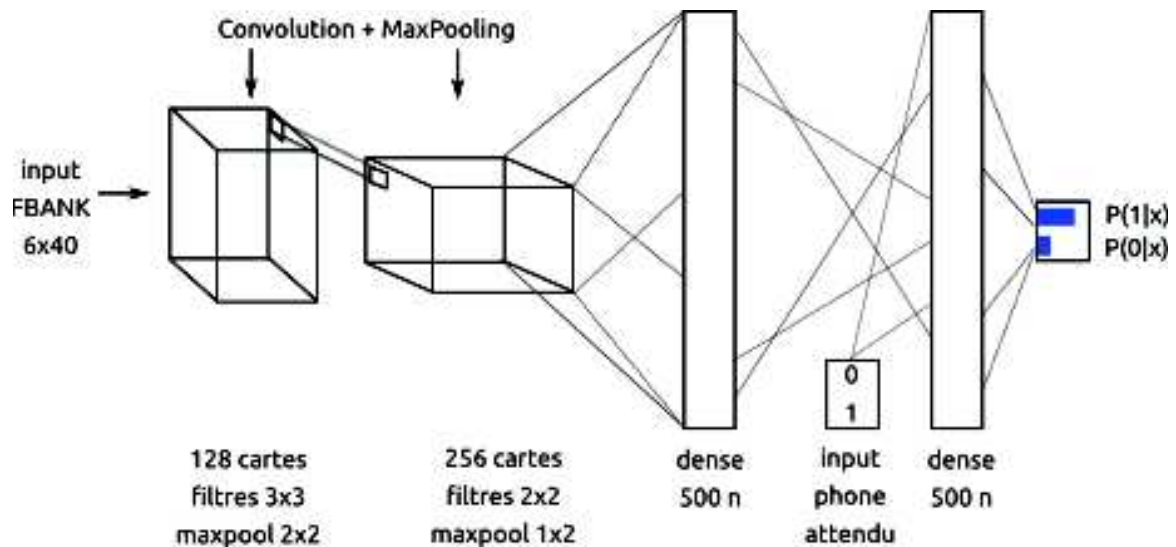 Convolution + MaxPooling
input
FBANK
6x40
P(1|x)
P(0|x)
0
1
128 cartes
filtres 3x3
maxpool 2x2
256 cartes
filtres 2x2
maxpool 1x2
dense
500 n
input
phone
attendu
dense
500 n